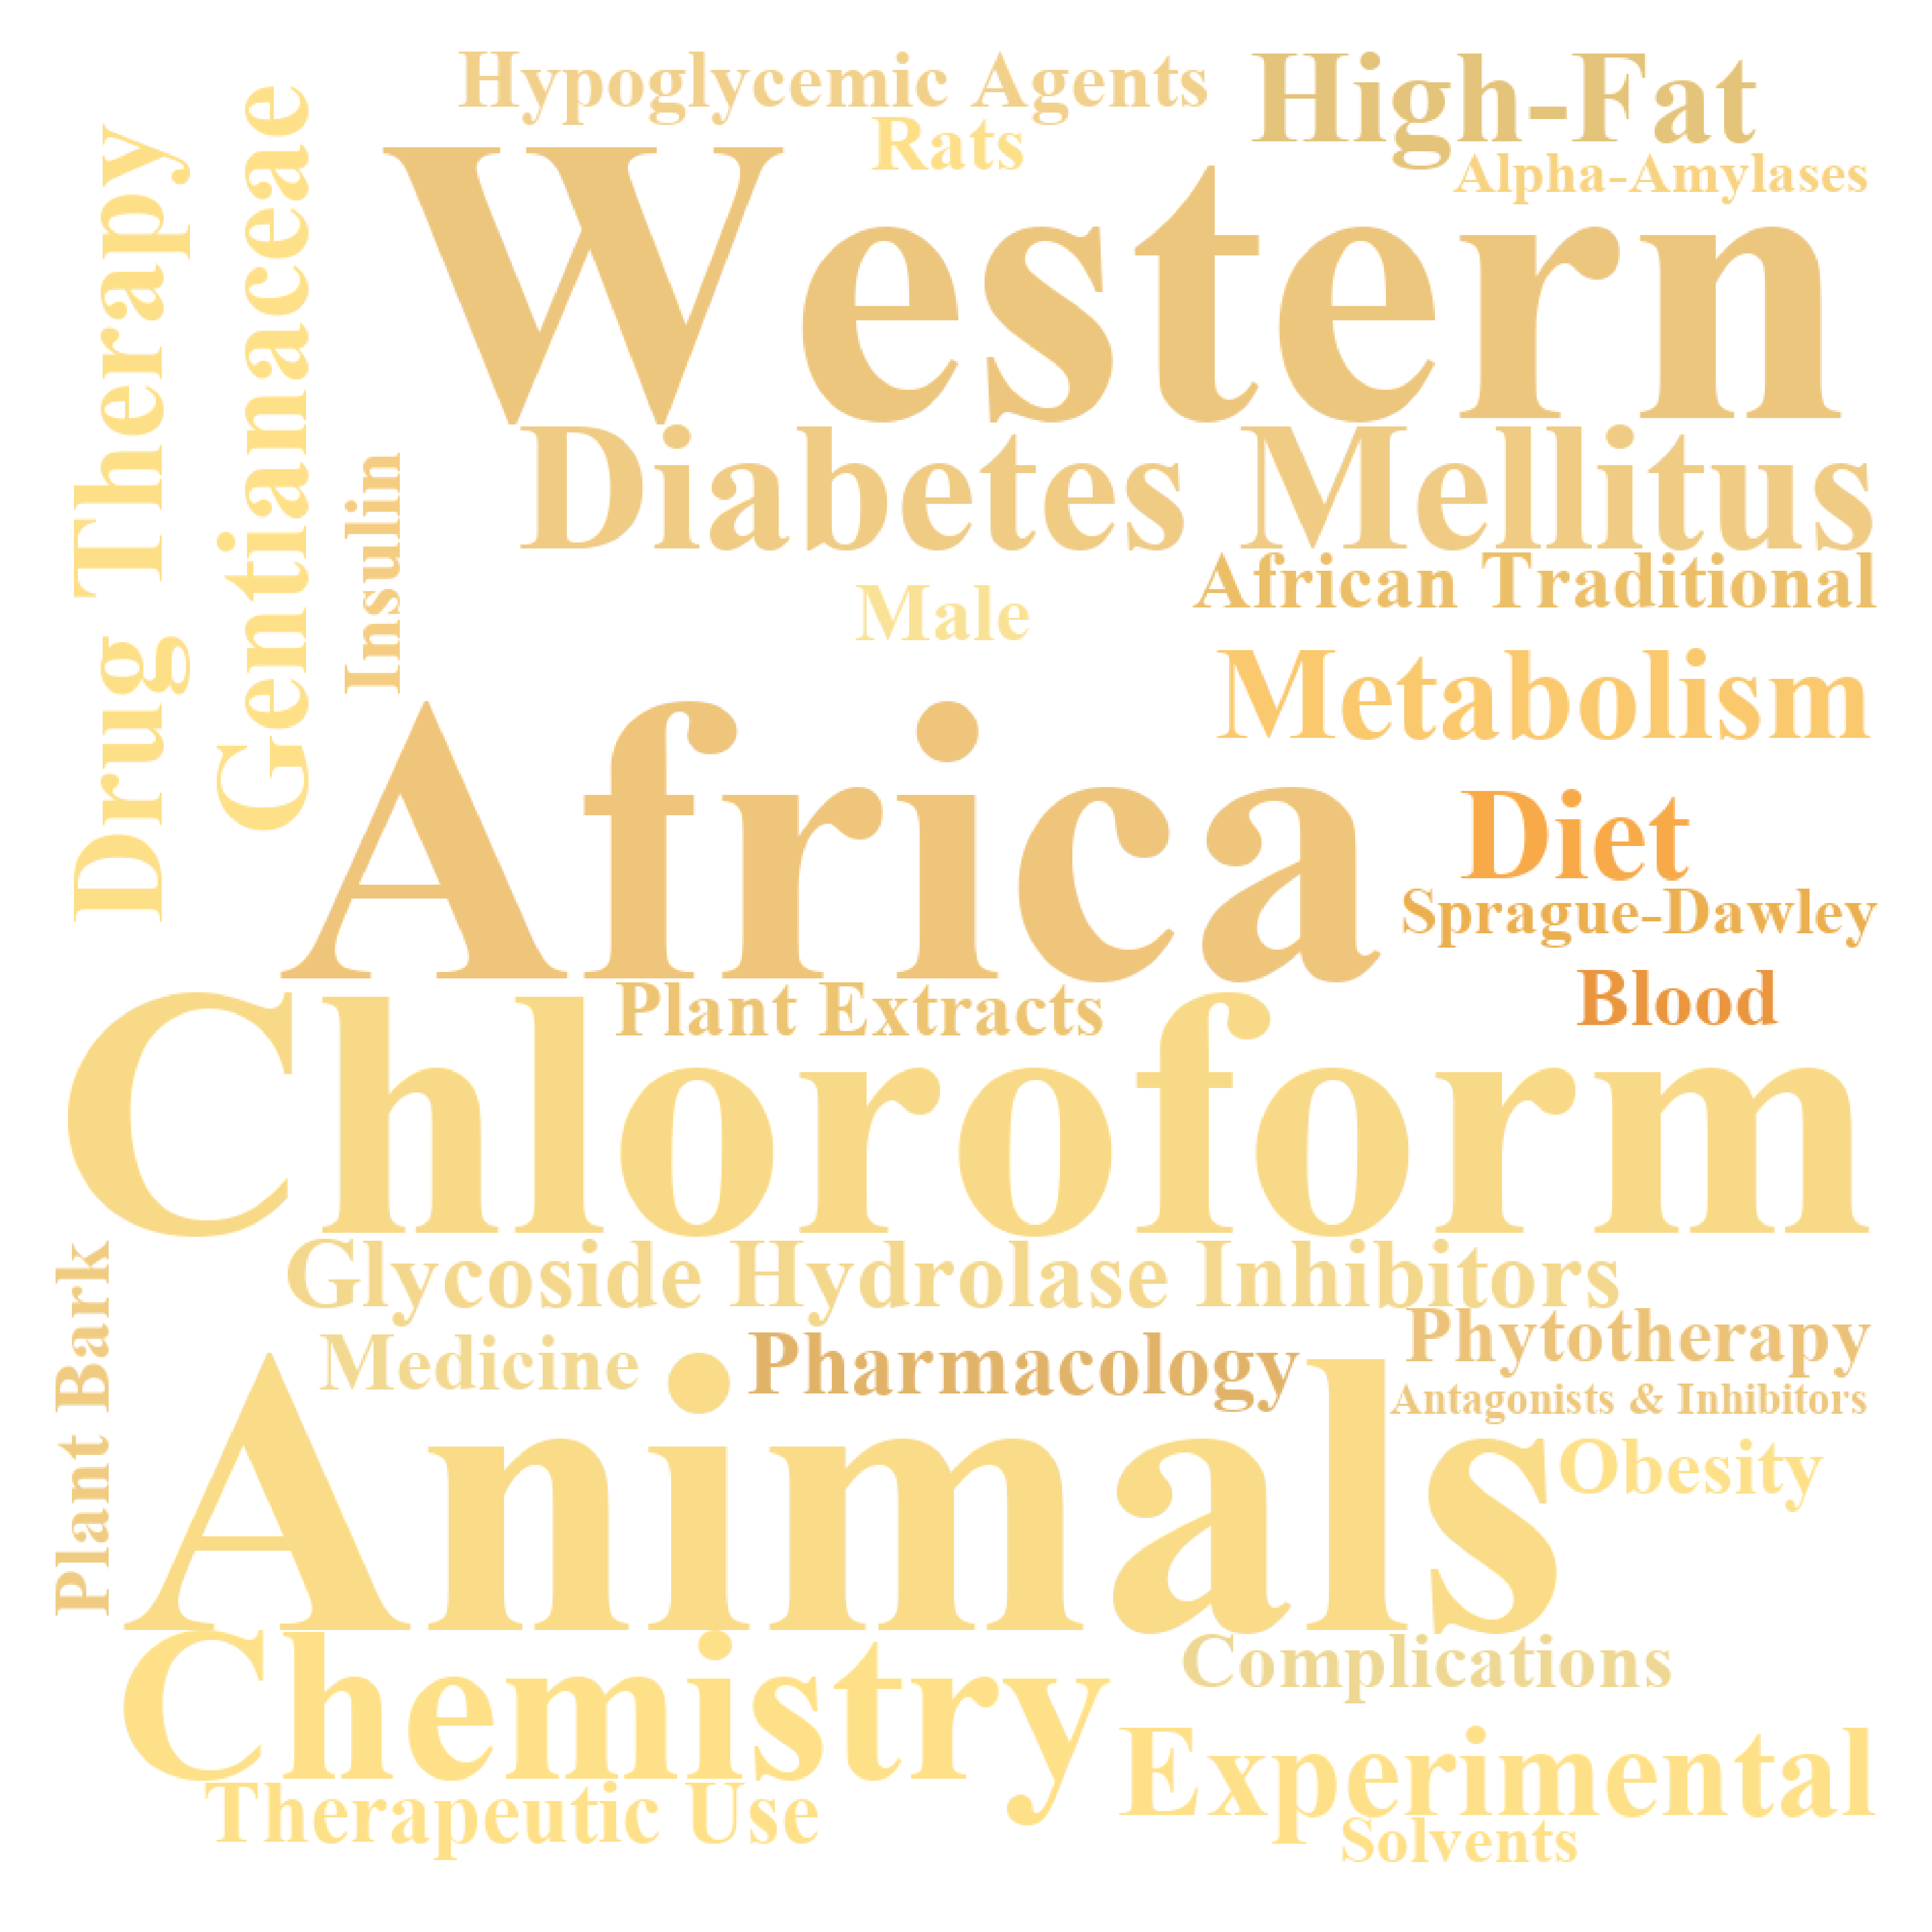 Hypoglycemic Agents
High-Fat
Rats
Alpha-Amylases
Western
Drug Therapy
Gentianaceae
Insulin
Diabetes Mellitus
African Traditional
Male
Metabolism
Africa
Diet
Sprague-Dawley
Blood
Plant Extracts
Chloroform
Plant Bark
Glycoside Hydrolase Inhibitors
Phytotherapy
Medicine
Pharmacology
Antagonists & Inhibitors
Animals
Obesity
Chemistry
Complications
Experimental
Therapeutic Use
Solvents